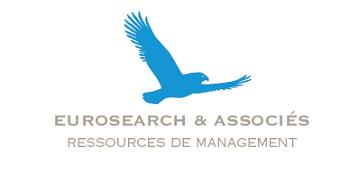 EUROSEARCH & ASSOCIÉS
RESSOURCES DE MANAGEMENT